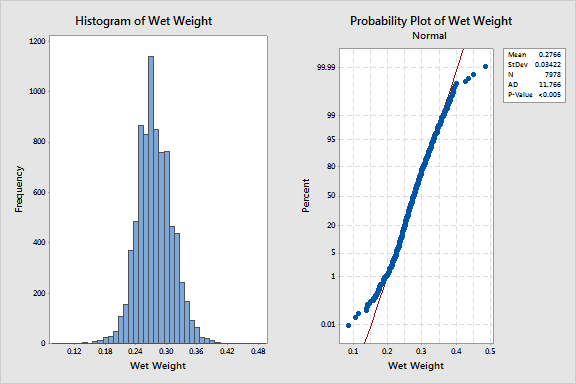 Histogram of Wet Weight
1200
1000
800
600
400
200
0
Frequency
0.12 0.18 0.24 0.30 0.36 0.42 0.48
Wet Weight
Probability Plot of Wet Weight
Normal
99.99
99
95
80
50
20
5
1
0.01
Percent
0.1 0.2 0.3 0.4 0.5
Wet Weight
Mean 0.2766
StDev 0.03422
N 7978
AD 11.766
P-Value <0.005